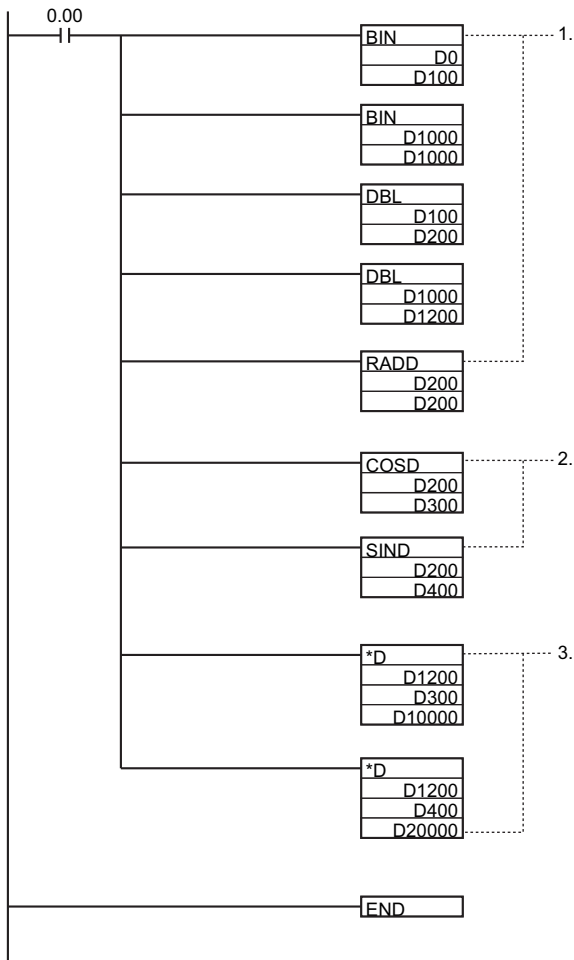 0.00
BIN
D0
D100
1.
BIN
D1000
D1000
DBL
D100
D200
DBL
D1000
D1200
RADD
D200
D200
COSD
D200
D300
2.
SIND
D200
D400
*D
D1200
D300
D10000
3.
*D
D1200
D400
D20000
END